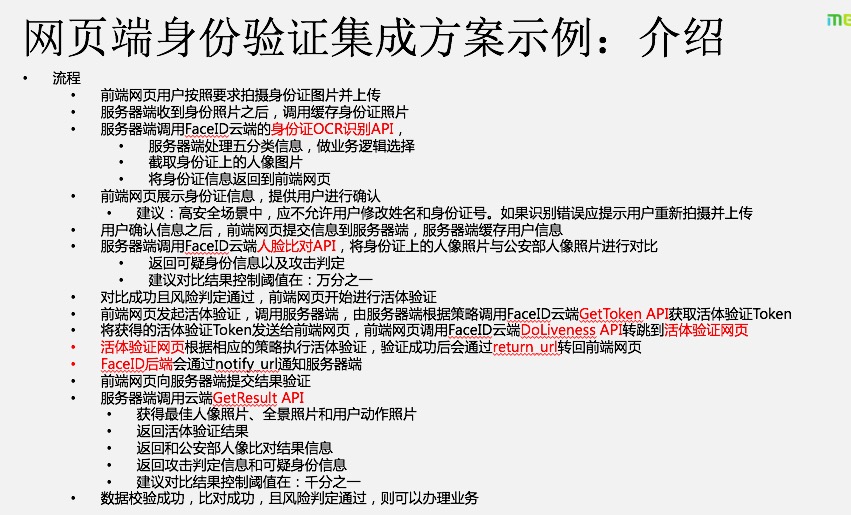 网页端身份验证集成方案示例：介绍
• 流程
• 前端网页用户按照要求拍摄身份证图片并上传
• 服务器端收到身份照片之后，调用缓存身份证照片
• 服务器端调用FaceID云端的身份证OCR识别API，
• 服务器端处理五分类信息，做业务逻辑选择
• 截取身份证上的人像图片
• 将身份证信息返回到前端网页
• 前端网页展示身份证信息，提供用户进行确认
• 建议：高安全场景中，应不允许用户修改姓名和身份证号。如果识别错误应提示用户重新拍摄并上传
• 用户确认信息之后，前端网页提交信息到服务器端，服务器端缓存用户信息
• 服务器端调用FaceID云端人脸比对API，将身份证上的人像图片与公安部人像照片进行对比
• 返回可疑身份信息以及攻击判定
• 建议对比结果控制阈值在：万分之一
• 对比成功且风险判定通过，前端网页开始进行活体验证
• 前端网页发起活体验证，调用服务器端，由服务器端根据策略调用FaceID云端GetToken API获取活体验证Token
• 将获得的活体验证Token发送给前端网页，前端网页调用FaceID云端DoLiveness API转跳到活体验证网页
• 活体验证网页根据相应的策略执行活体验证，验证成功后会通过return_url转回前端网页
• FaceID后端会通过notify_url通知服务器端
• 前端网页向服务器端提交结果验证
• 服务器端调用云端GetResult API
• 获得最佳人像照片、全景照片和用户动作照片
• 返回活体验证结果
• 返回和公安部人像比对结果信息
• 返回攻击判定信息和可疑身份信息
• 建议对比结果控制阈值在：千分之一
• 数据校验成功，比对成功，且风险判定通过，则可以办理业务